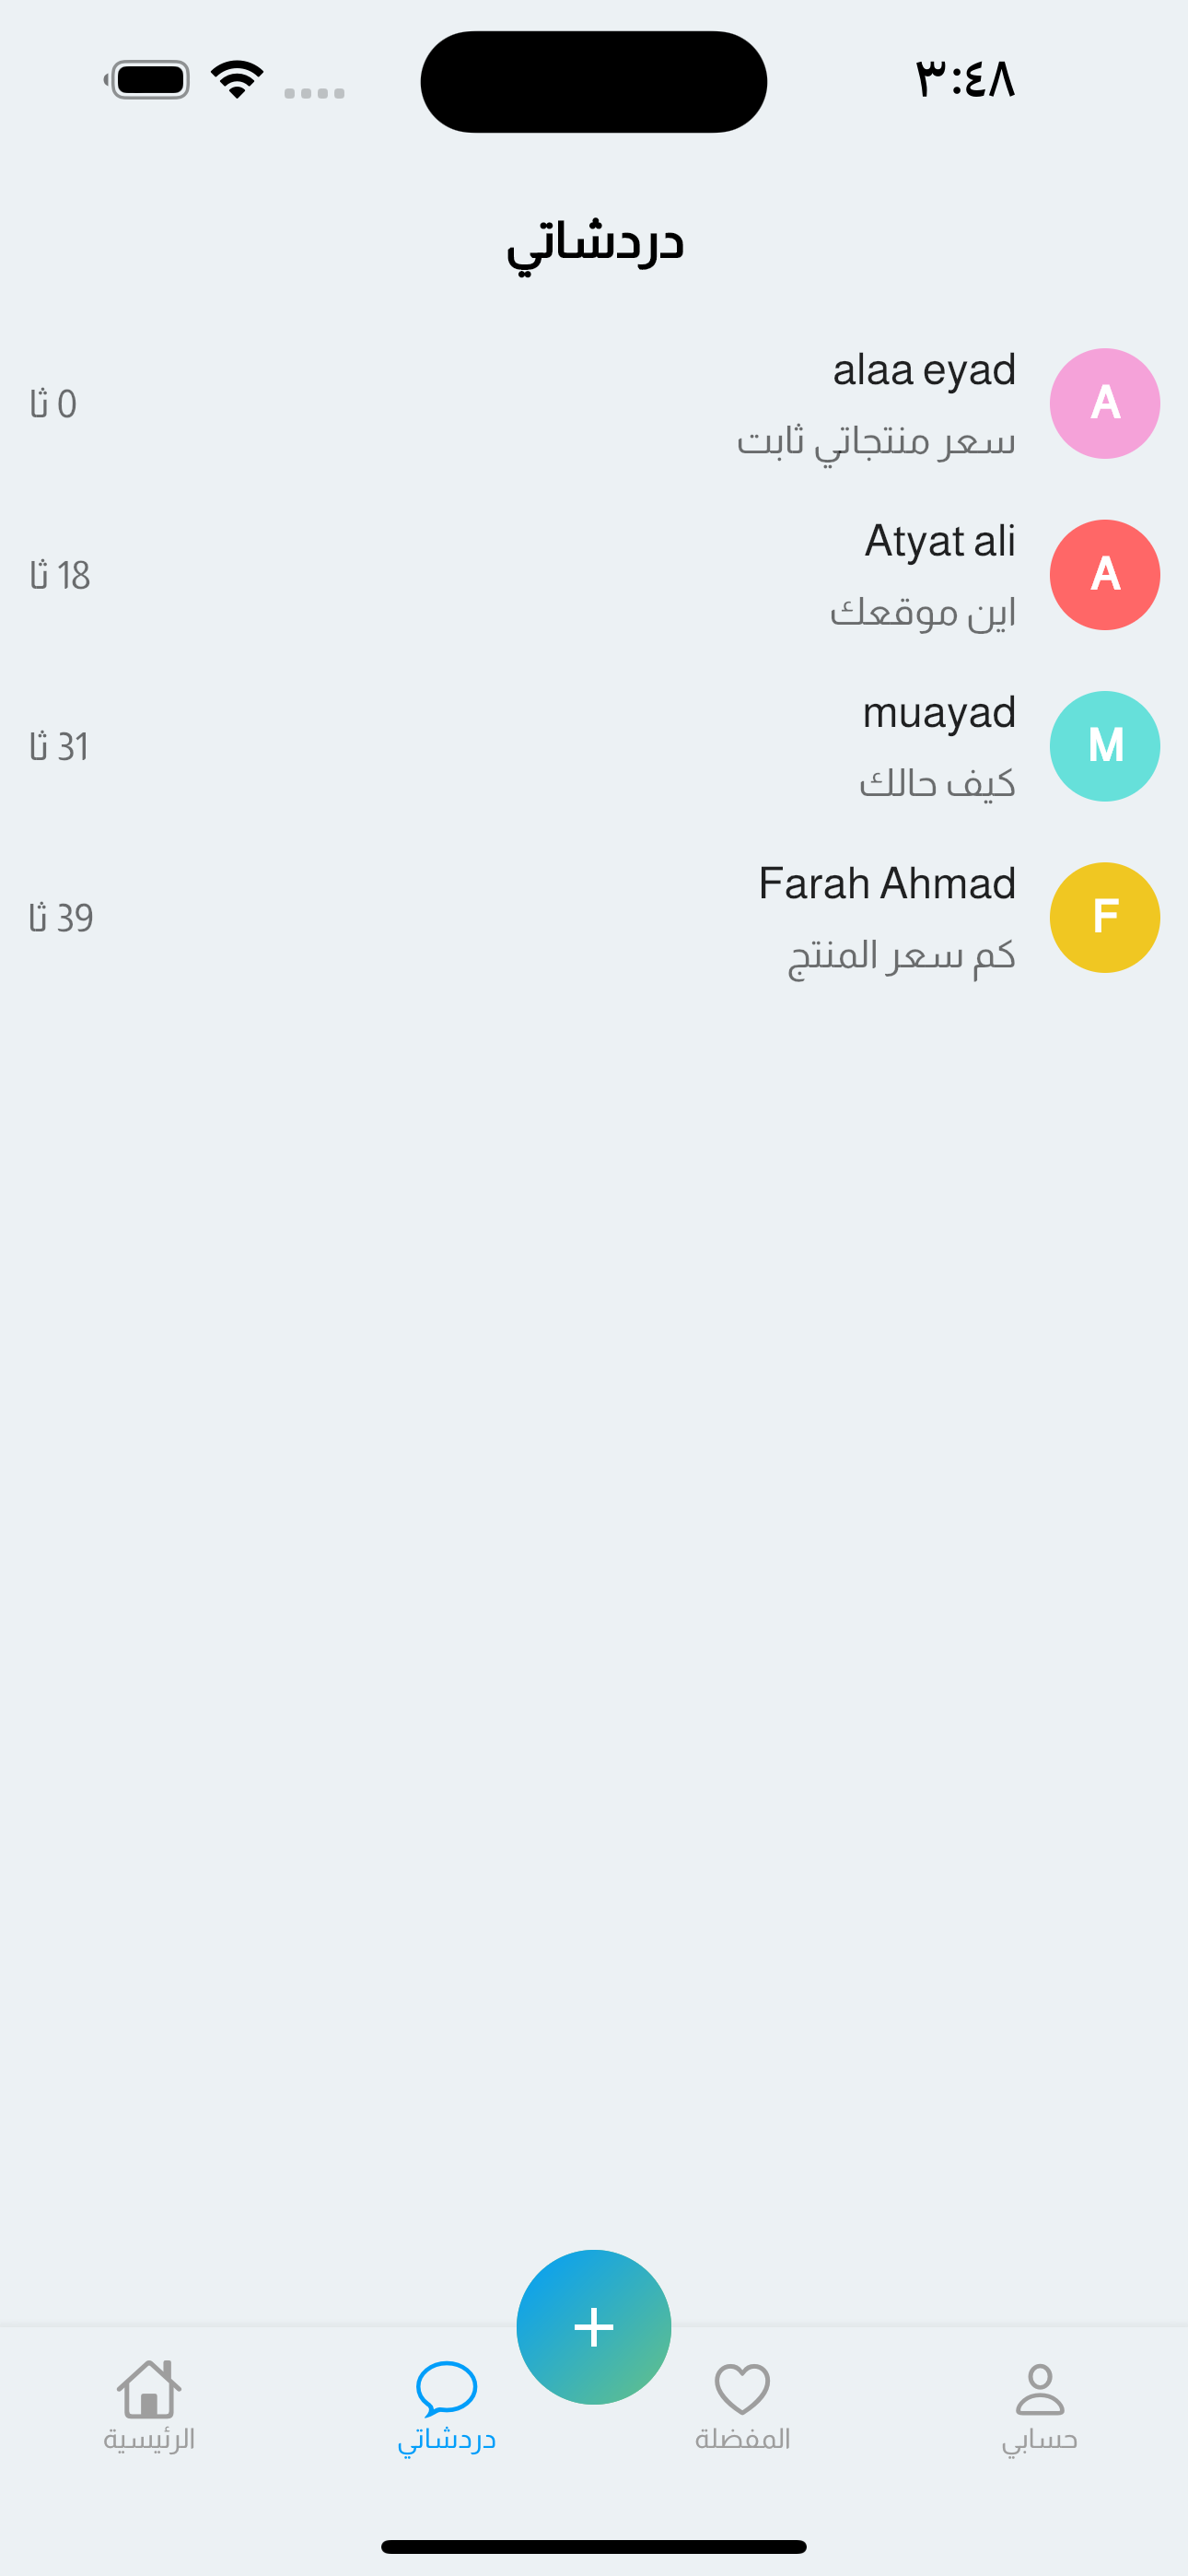 ٣:٤٨
دردشاتي
A
alaa eyad
0 ثا
سعر منتجاتي ثابت
A
Atyat ali
18 ثا
اين موقعك
M
muayad
31 ثا
كيف حالك
F
Farah Ahmad
39 ثا
كم سعر المنتج
حسابي
المفضلة
دردشاتي
الرئيسية